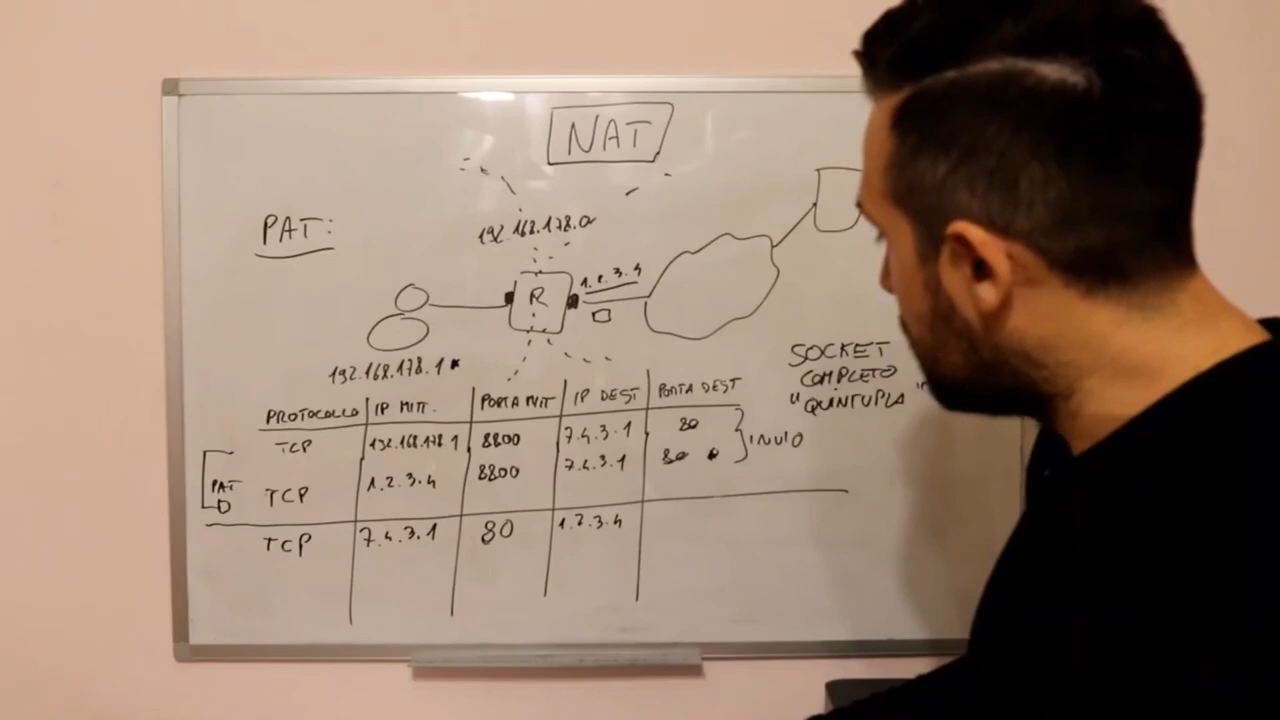 NAT
PAT:
192.168.178.0
R
1.2.3.4
192.168.178.1
SOCKET
COMPLETO
"QUINTUPLA"
PROTOCOLLO IP MITT. PORTA MIT IP DEST PORTA DEST
TCP 192.168.178.1 8800 7.4.3.1 80
INVIO
PAT
TCP 1.2.3.4 8800 7.4.3.1 80
TCP 7.4.3.1 80 1.2.3.4